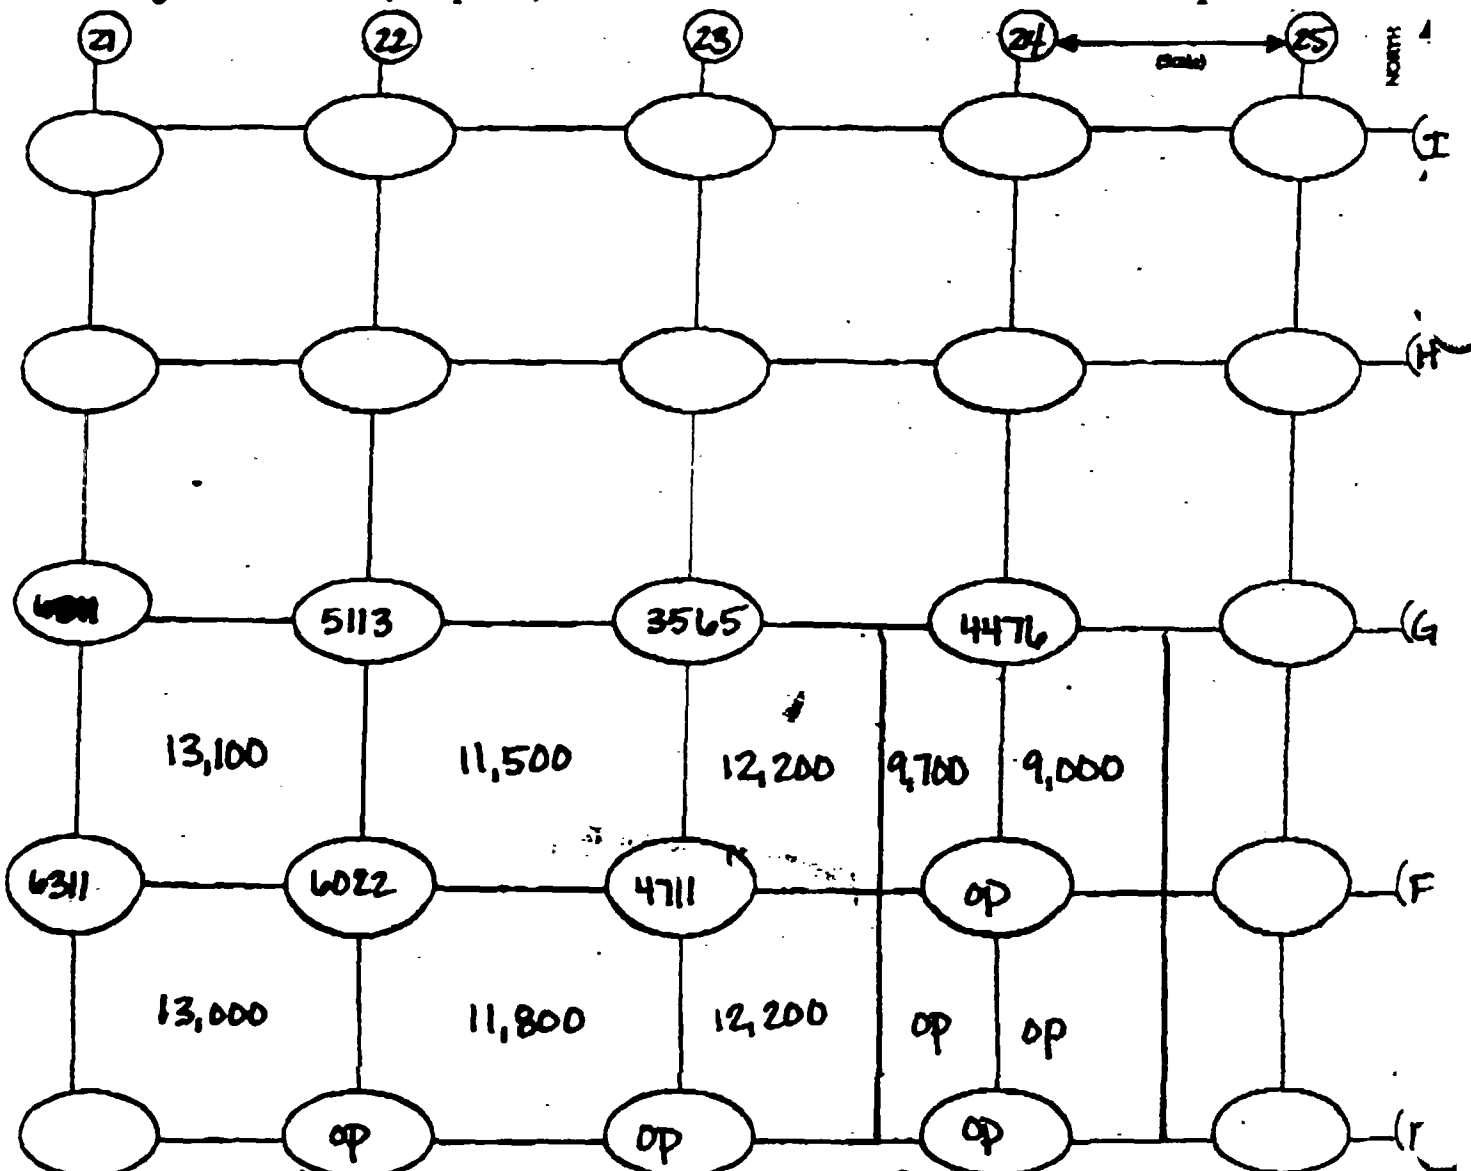 21 22 23 24 25
(Scale)
NORTH
I
H
5113 3565 4476 G
13,100 11,500 12,200 9,700 9,000
6311 6022 4711 OP F
13,000 11,800 12,200 OP OP
OP OP OP